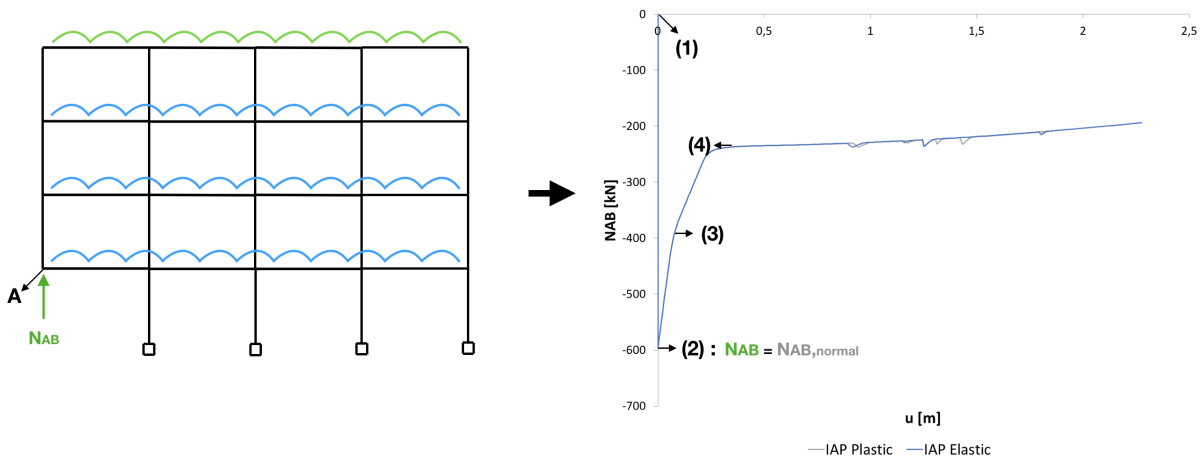 A
NAB
0
-100
-200
-300
-400
-500
-600
-700
0
0,5
1
1,5
2
2,5
(1)
(4)
(3)
(2) : NAB = NAB,normal
NAB [kN]
u [m]
IAP Plastic
IAP Elastic